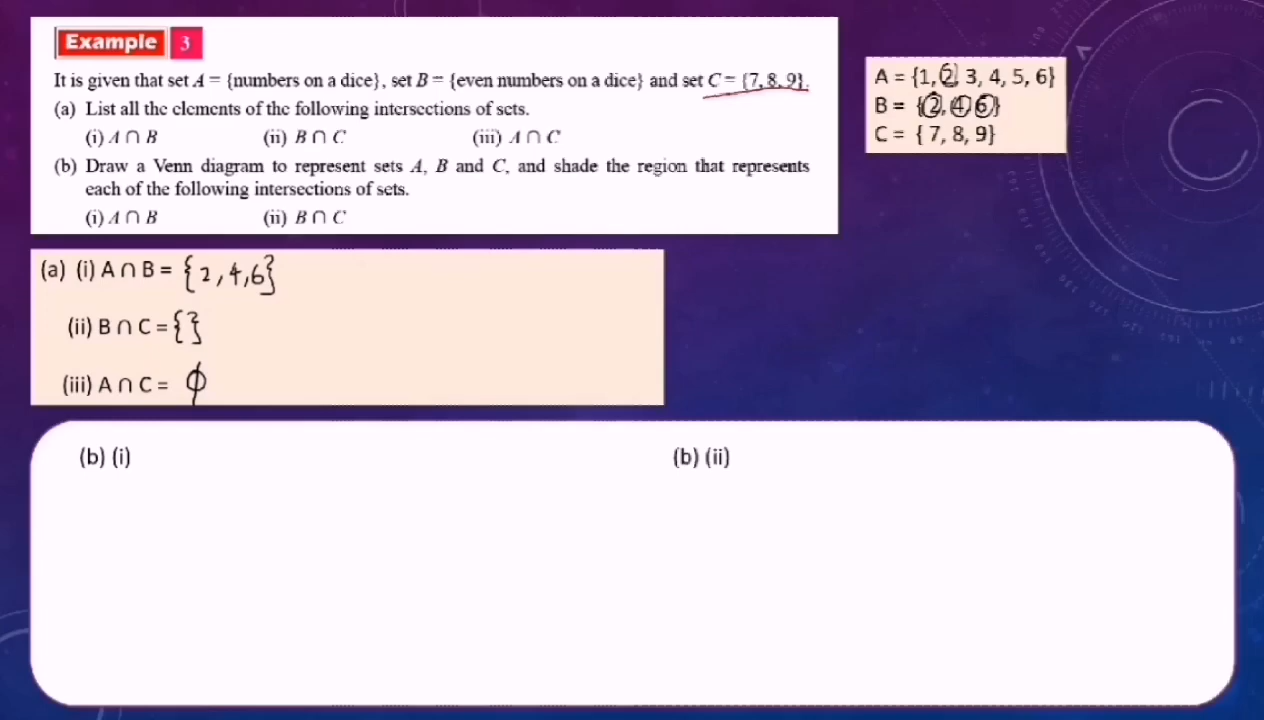 Example 3
It is given that set A = {numbers on a dice}, set B = {even numbers on a dice} and set C = {7, 8, 9}.
(a) List all the elements of the following intersections of sets.
(i) A ∩ B (ii) B ∩ C (iii) A ∩ C
(b) Draw a Venn diagram to represent sets A, B and C, and shade the region that represents
each of the following intersections of sets.
(i) A ∩ B (ii) B ∩ C
A = {1, 2, 3, 4, 5, 6}
B = {2, 4, 6}
C = { 7, 8, 9}
(a) (i) A ∩ B = {2, 4, 6}
(ii) B ∩ C = { }
(iii) A ∩ C = ϕ
(b) (i) (b) (ii)